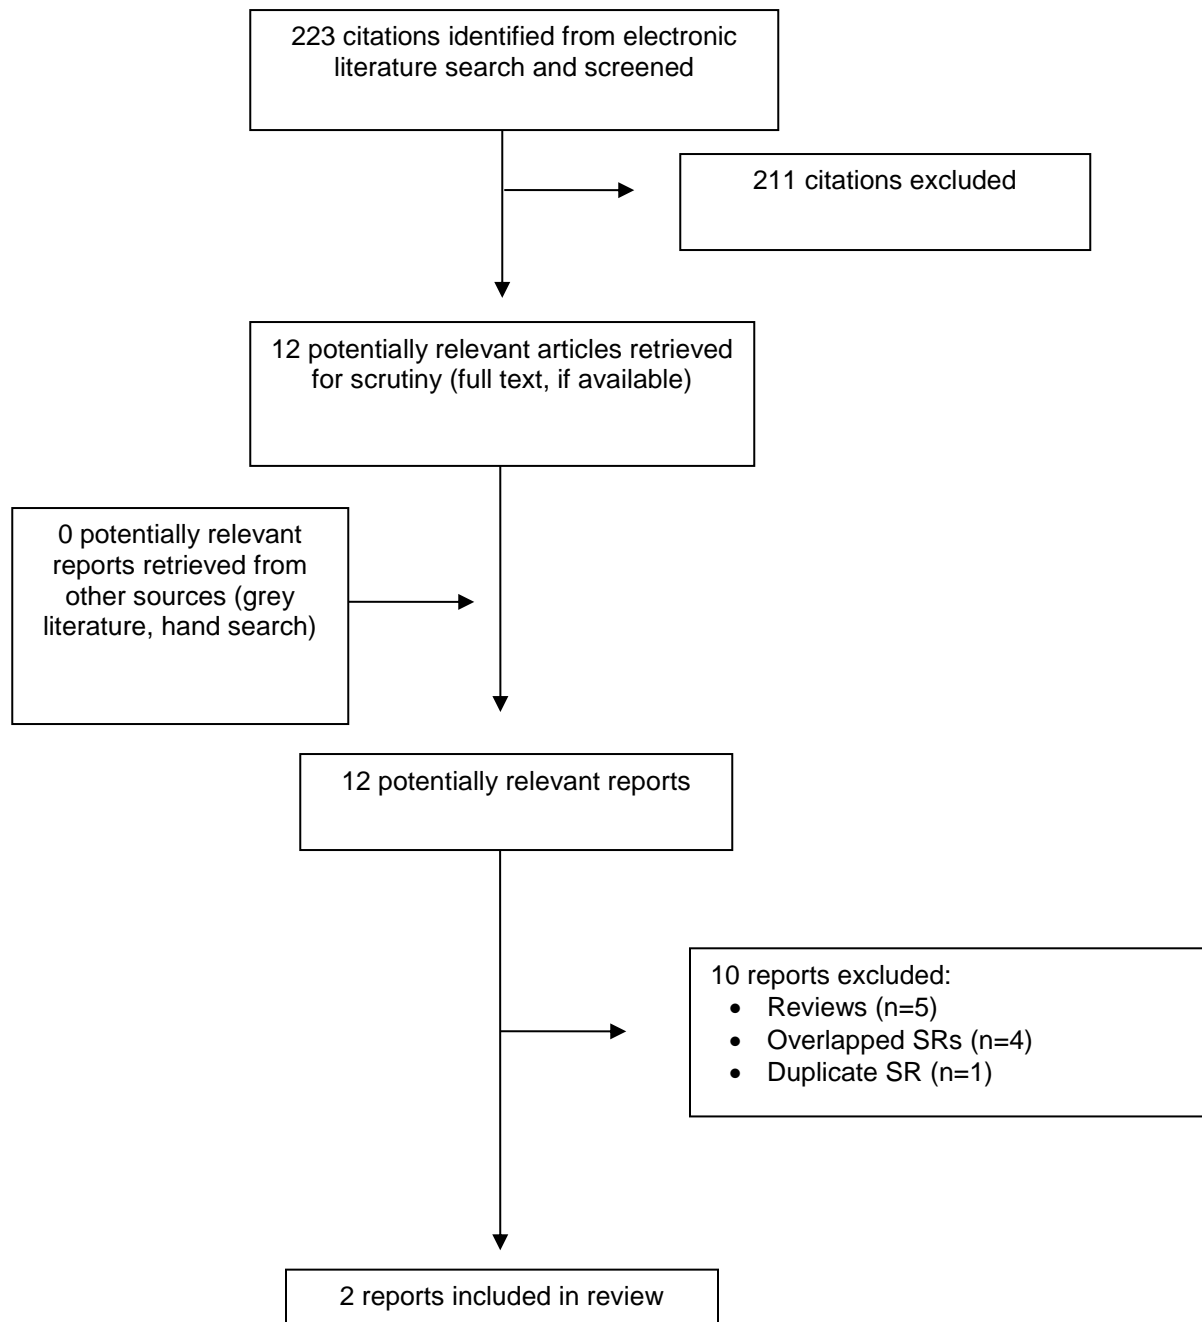 223 citations identified from electronic
literature search and screened
211 citations excluded
12 potentially relevant articles retrieved
for scrutiny (full text, if available)
0 potentially relevant
reports retrieved from
other sources (grey
literature, hand search)
12 potentially relevant reports
10 reports excluded:
• Reviews (n=5)
• Overlapped SRs (n=4)
• Duplicate SR (n=1)
2 reports included in review